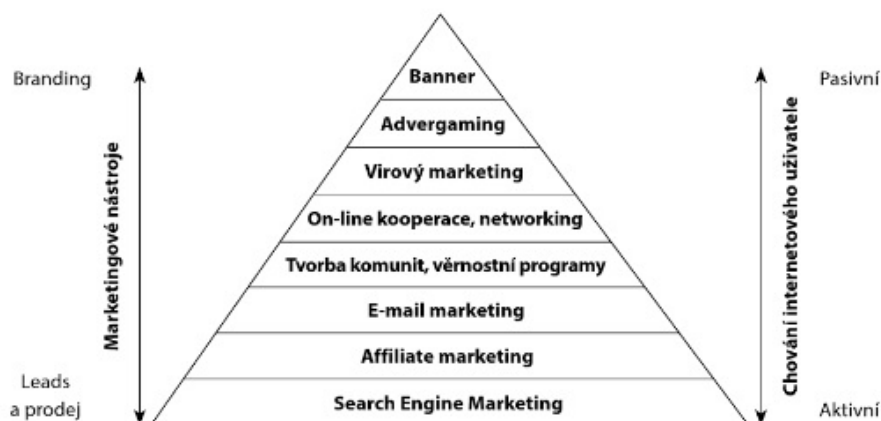 Branding
Banner
Pasivní
Advergaming
Virový marketing
On-line kooperace, networking
Tvorba komunit, věrnostní programy
E-mail marketing
Affiliate marketing
Search Engine Marketing
Leads
a prodej
Aktivní
Marketingové nástroje
Chování internetového uživatele